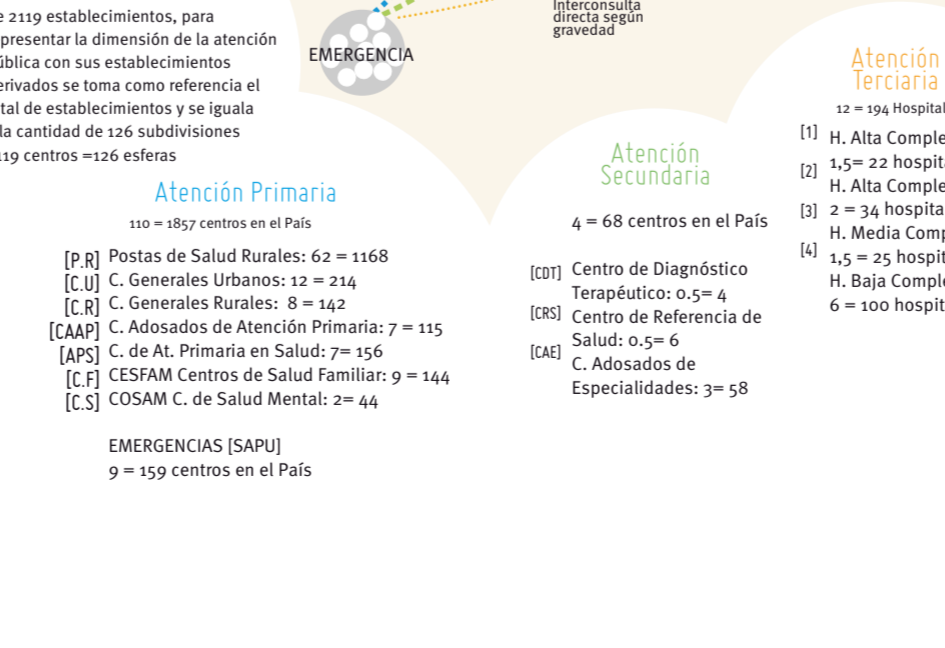 e 2119 establecimientos, para
presentar la dimensión de la atención
ública con sus establecimientos
erivados se toma como referencia el
tal de establecimientos y se iguala
la cantidad de 126 subdivisiones
119 centros =126 esferas
EMERGENCIA
Interconsulta
directa según
gravedad
Atención Primaria
110 = 1857 centros en el País
[P.R] Postas de Salud Rurales: 62 = 1168
[C.U] C. Generales Urbanos: 12 = 214
[C.R] C. Generales Rurales: 8 = 142
[CAAP] C. Adosados de Atención Primaria: 7 = 115
[APS] C. de At. Primaria en Salud: 7= 156
[C.F] CESFAM Centros de Salud Familiar: 9 = 144
[C.S] COSAM C. de Salud Mental: 2= 44
EMERGENCIAS [SAPU]
9 = 159 centros en el País
Atención
Secundaria
4 = 68 centros en el País
[CDT] Centro de Diagnóstico
Terapéutico: 0.5= 4
[CRS] Centro de Referencia de
Salud: 0.5= 6
[CAE] C. Adosados de
Especialidades: 3= 58
Atención
Terciaria
12 = 194 Hospital
[1] H. Alta Comple
1,5= 22 hospita
[2] H. Alta Comple
[3] 2 = 34 hospita
H. Media Comp
[4] 1,5 = 25 hospit
H. Baja Comple
6 = 100 hospit